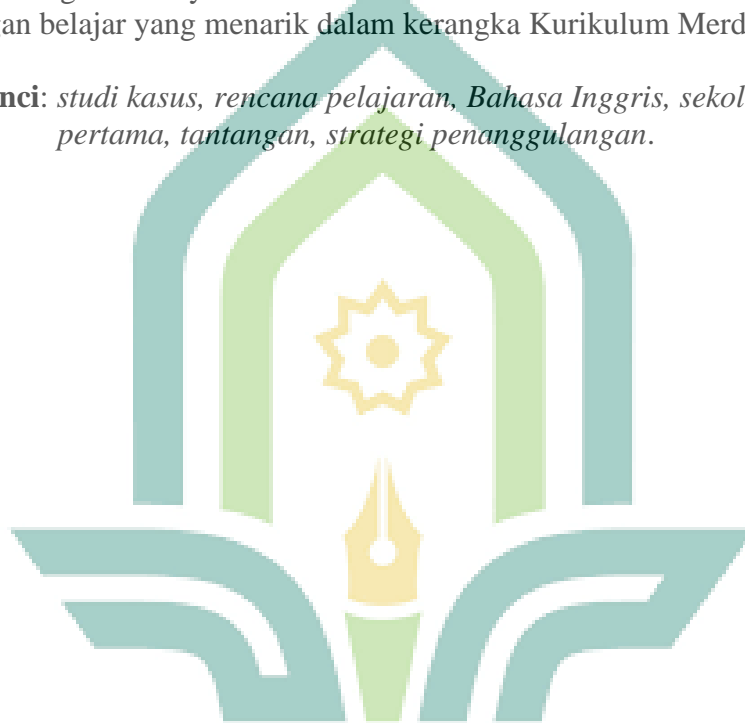 gan belajar yang menarik dalam kerangka Kurikulum Merd
nci: studi kasus, rencana pelajaran, Bahasa Inggris, sekol
pertama, tantangan, strategi penanggulangan.